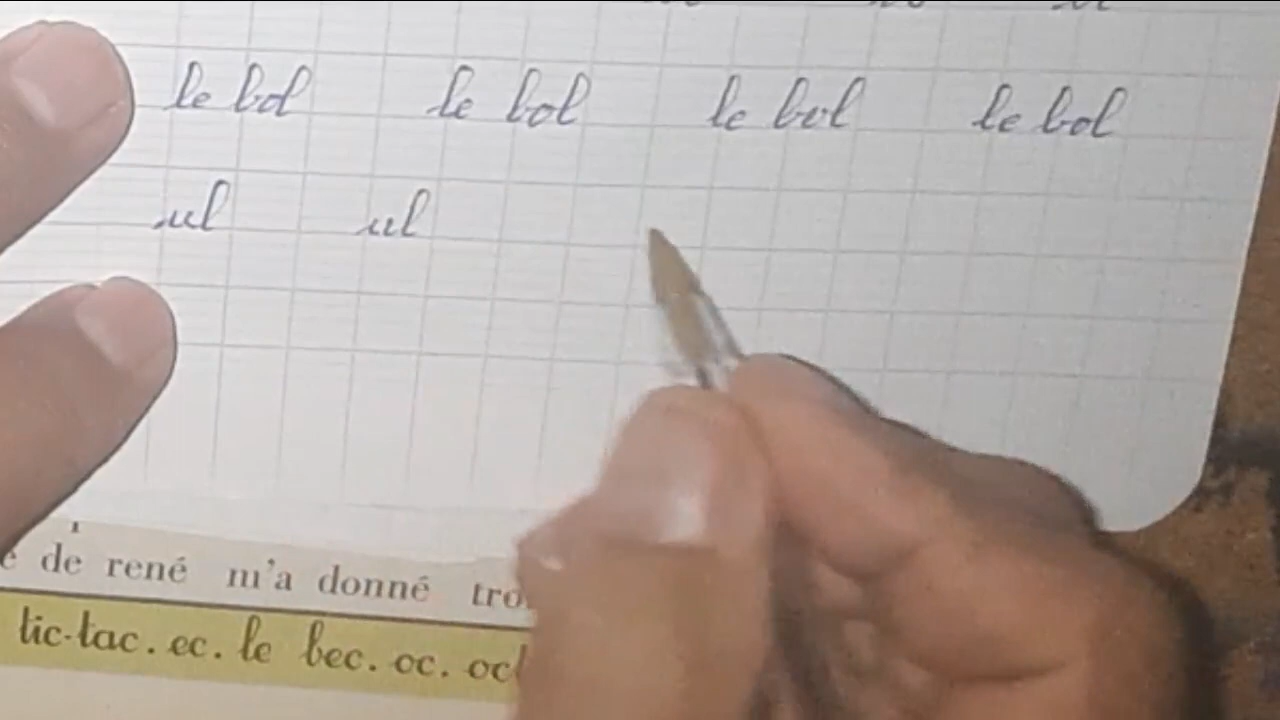 le bol le bol le bol le bol
ul ul
de rené m'a donné
tic-tac. ec. le bec. oc.